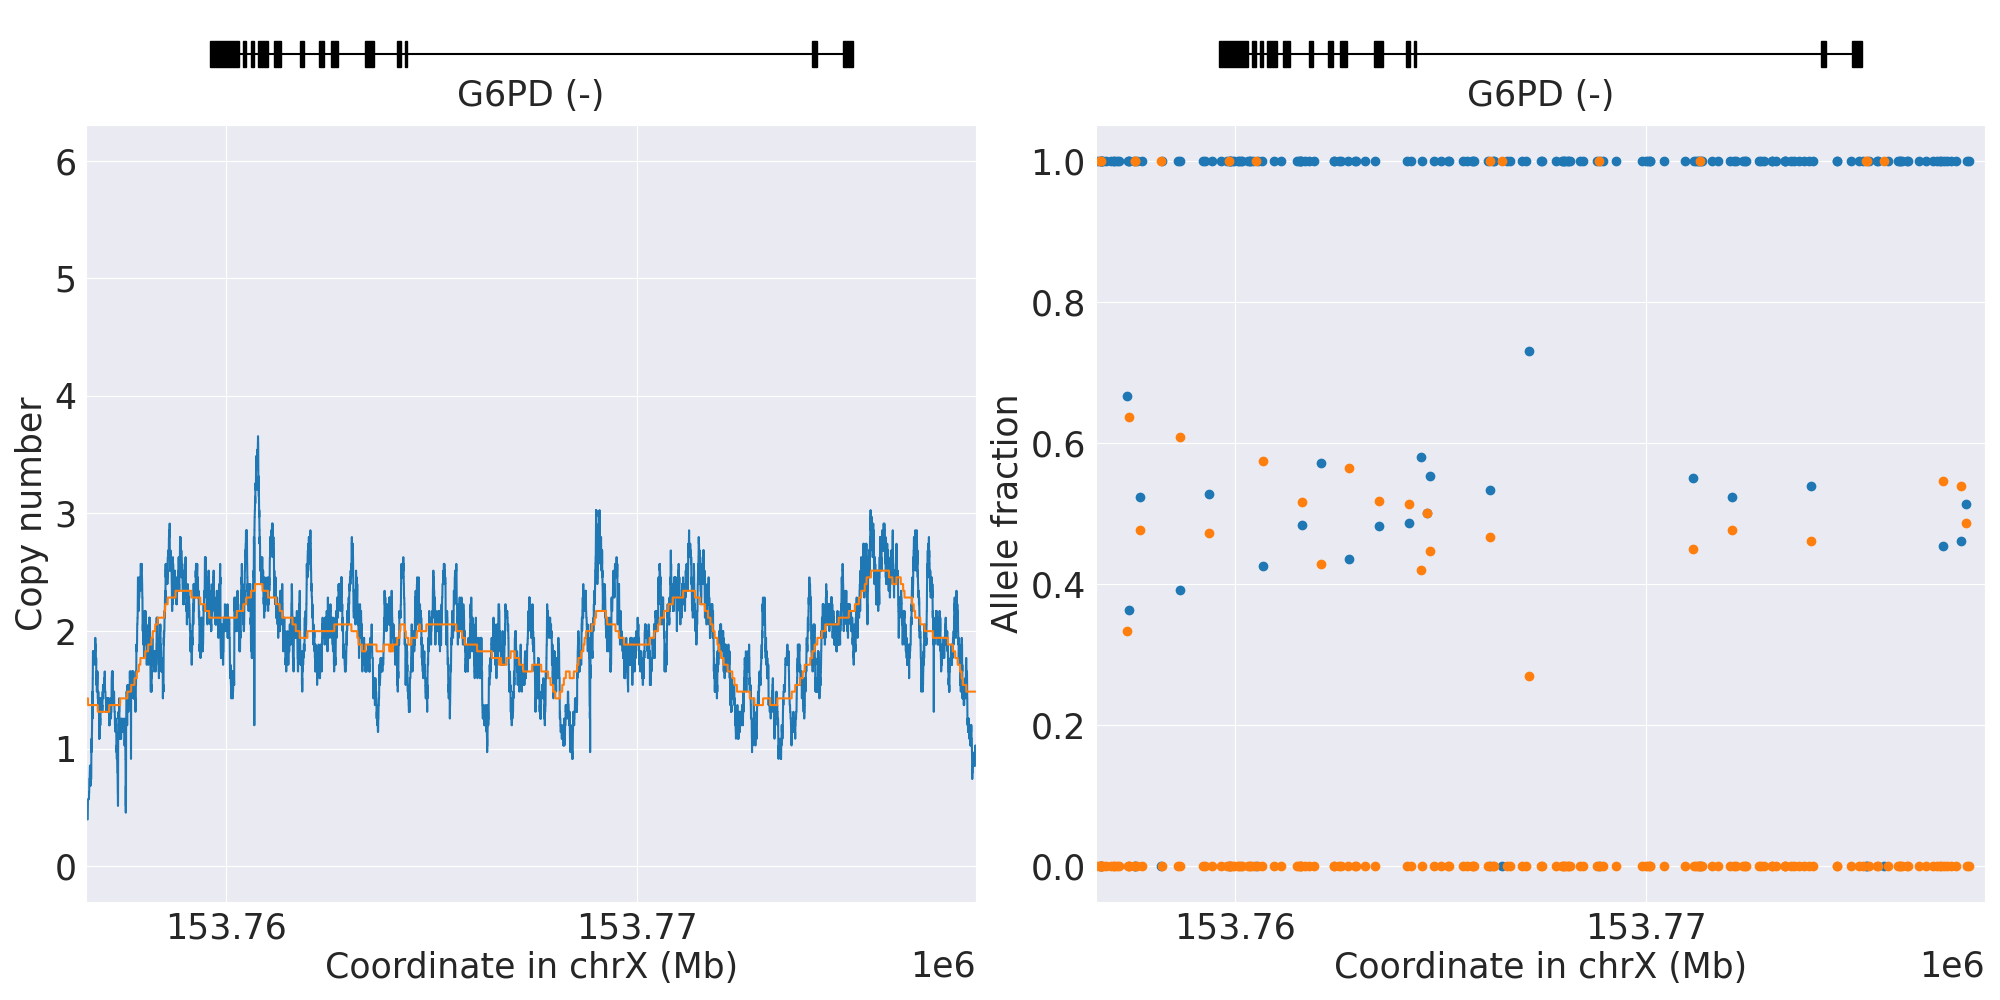 G6PD (-)
6
5
4
3
2
1
0
Copy number
153.76
153.77
Coordinate in chrX (Mb)
1e6
G6PD (-)
1.0
0.8
0.6
0.4
0.2
0.0
Allele fraction
153.76
153.77
Coordinate in chrX (Mb)
1e6